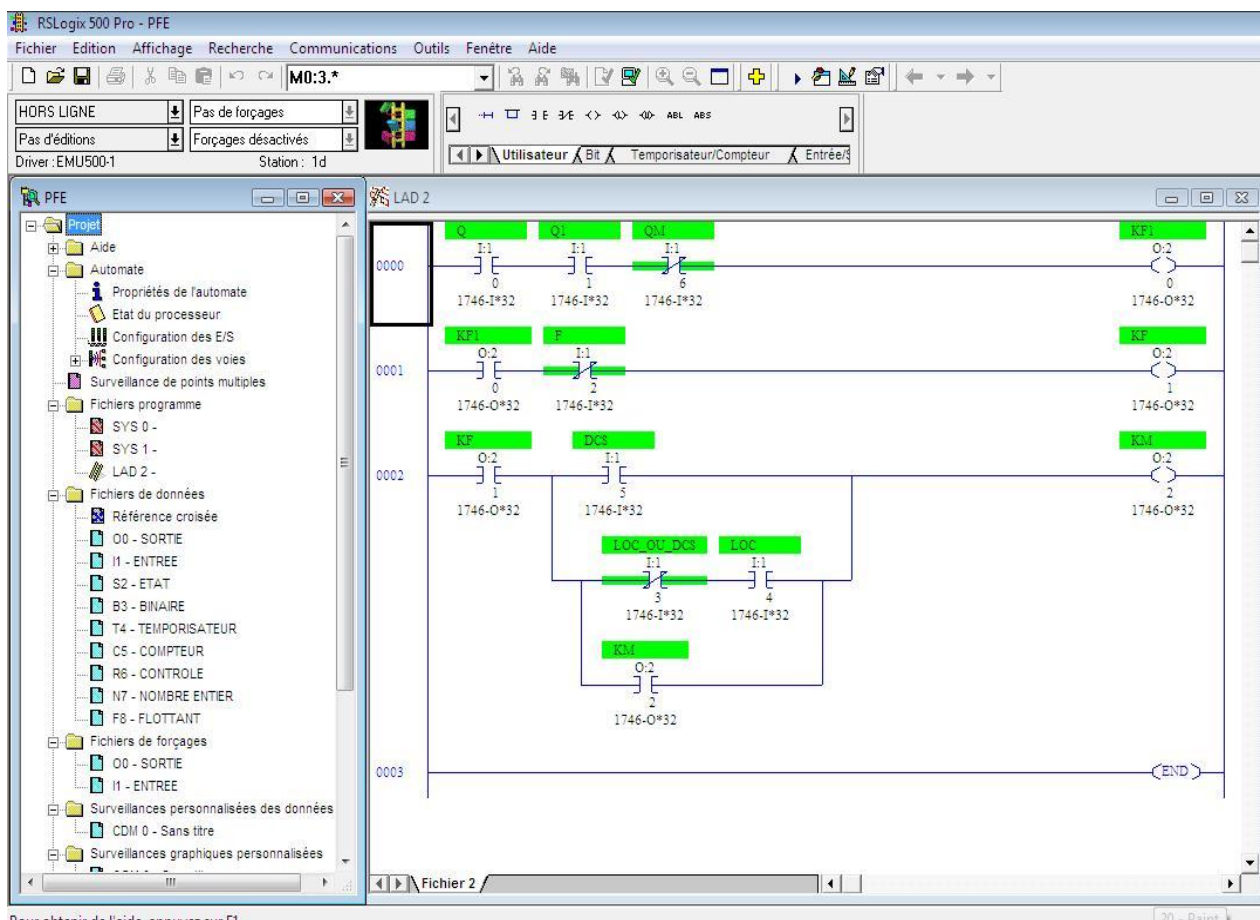 RSLogix 500 Pro - PFE
Fichier Edition Affichage Recherche Communications Outils Fenêtre Aide
M0:3.*
HORS LIGNE Pas de forçages
Pas d'éditions Forçages désactivés
Driver : EMU500-1 Station : 1d
ABL ABS
Utilisateur Bit Temporisateur/Compteur Entrée/S
PFE
Projet
Aide
Automate
Propriétés de l'automate
Etat du processeur
Configuration des E/S
Configuration des voies
Surveillance de points multiples
Fichiers programme
SYS 0 -
SYS 1 -
LAD 2 -
Fichiers de données
Référence croisée
O0 - SORTIE
I1 - ENTREE
S2 - ETAT
B3 - BINAIRE
T4 - TEMPORISATEUR
C5 - COMPTEUR
R6 - CONTROLE
N7 - NOMBRE ENTIER
F8 - FLOTTANT
Fichiers de forçages
O0 - SORTIE
I1 - ENTREE
Surveillances personnalisées des données
CDM 0 - Sans titre
Surveillances graphiques personnalisées
LAD 2
Q Q1 QM KF1
I:1 I:1 I:1 O:2
0000
0 1 6 0
1746-I*32 1746-I*32 1746-I*32 1746-O*32
KF1 F KF
O:2 I:1 O:2
0001
0 2 1
1746-O*32 1746-I*32 1746-O*32
KF DCS KM
O:2 I:1 O:2
0002
1 5 2
1746-O*32 1746-I*32 1746-O*32
LOC_OU_DCS LOC
I:1 I:1
3 4
1746-I*32 1746-I*32
KM
O:2
2
1746-O*32
0003 END
Fichier 2